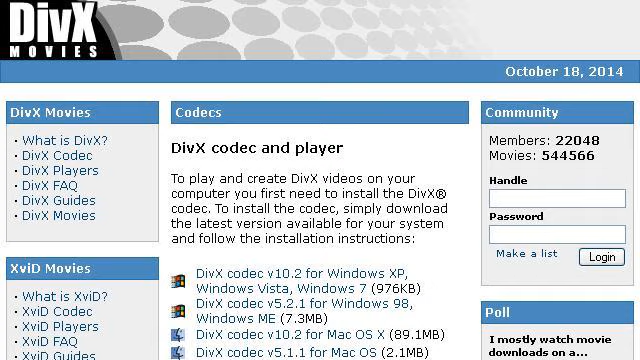 DivX
MOVIES
October 18, 2014
DivX Movies
· What is DivX?
· DivX Codec
· DivX Players
· DivX FAQ
· DivX Guides
· DivX Movies
XviD Movies
· What is XviD?
· XviD Codec
· XviD Players
· XviD FAQ
· XviD Guides
Codecs
DivX codec and player
To play and create DivX videos on your
computer you first need to install the DivX®
codec. To install the codec, simply download
the latest version available for your system
and follow the installation instructions:
DivX codec v10.2 for Windows XP,
Windows Vista, Windows 7 (976KB)
DivX codec v5.2.1 for Windows 98,
Windows ME (7.3MB)
DivX codec v10.2 for Mac OS X (89.1MB)
DivX codec v5.1.1 for Mac OS (2.1MB)
Community
Members: 22048
Movies: 544566
Handle
Password
Make a list
Login
Poll
I mostly watch movie
downloads on a...